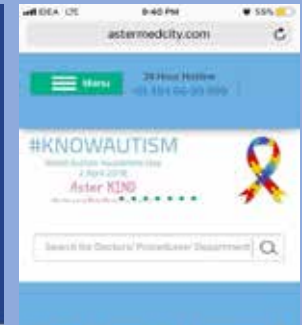 IDEA LTE 9:40 PM 55%
astermedcity.com
Menu
24 Hour Hotline
#KNOWAUTISM
World Autism Awareness Day
2 April 2018
Aster KIND
Search for Doctors/ Procedures/ Department